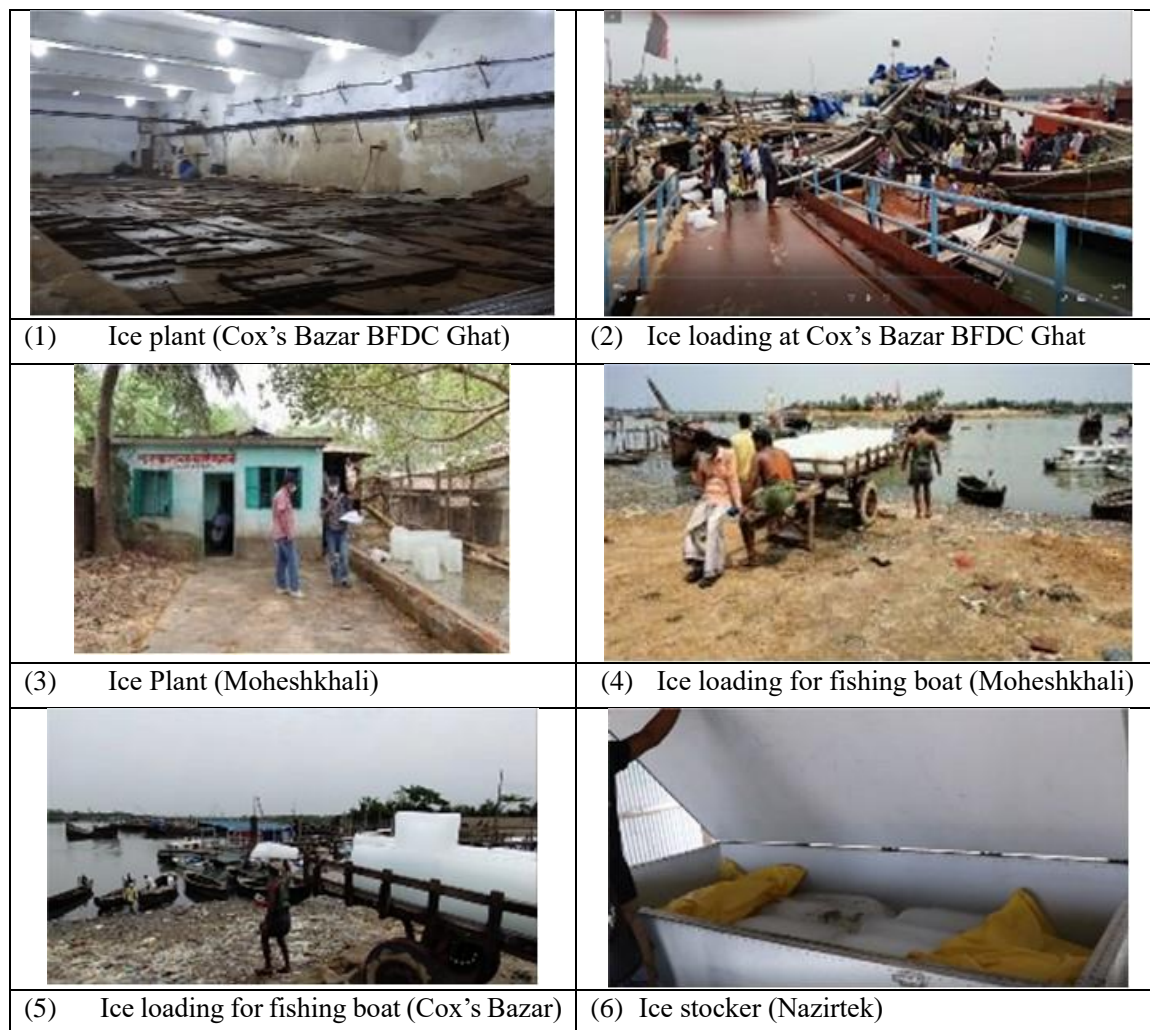 (1) Ice plant (Cox's Bazar BFDC Ghat)
(2) Ice loading at Cox's Bazar BFDC Ghat
(3) Ice Plant (Moheshkhali)
(4) Ice loading for fishing boat (Moheshkhali)
(5) Ice loading for fishing boat (Cox's Bazar)
(6) Ice stocker (Nazirtek)